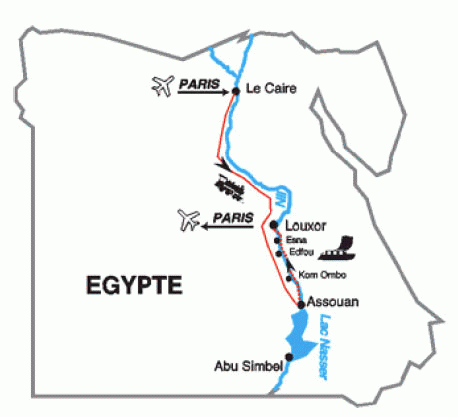 PARIS
Le Caire
Nil
PARIS
Louxor
Esna
Edfou
Kom Ombo
EGYPTE
Assouan
Lac Nasser
Abu Simbel